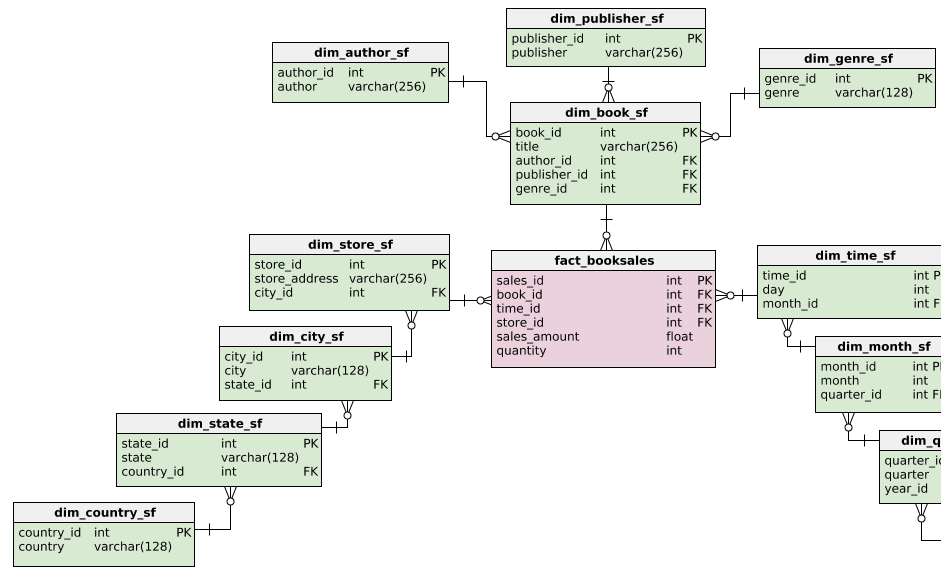 dim_publisher_sf
publisher_id int PK
publisher varchar(256)
dim_author_sf
author_id int PK
author varchar(256)
dim_genre_sf
genre_id int PK
genre varchar(128)
dim_book_sf
book_id int PK
title varchar(256)
author_id int FK
publisher_id int FK
genre_id int FK
dim_store_sf
store_id int PK
store_address varchar(256)
city_id int FK
fact_booksales
sales_id int PK
book_id int FK
time_id int FK
store_id int FK
sales_amount float
quantity int
dim_time_sf
time_id int P
day int
month_id int F
dim_city_sf
city_id int PK
city varchar(128)
state_id int FK
dim_month_sf
month_id int P
month int
quarter_id int F
dim_state_sf
state_id int PK
state varchar(128)
country_id int FK
dim_q
quarter_id
quarter
year_id
dim_country_sf
country_id int PK
country varchar(128)